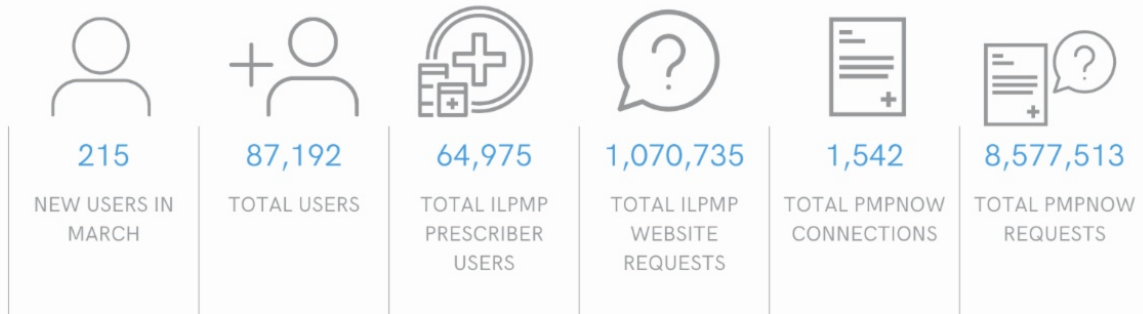 215
NEW USERS IN
MARCH
87,192
TOTAL USERS
64,975
TOTAL ILPMP
PRESCRIBER
USERS
1,070,735
TOTAL ILPMP
WEBSITE
REQUESTS
1,542
TOTAL PMPNOW
CONNECTIONS
8,577,513
TOTAL PMPNOW
REQUESTS